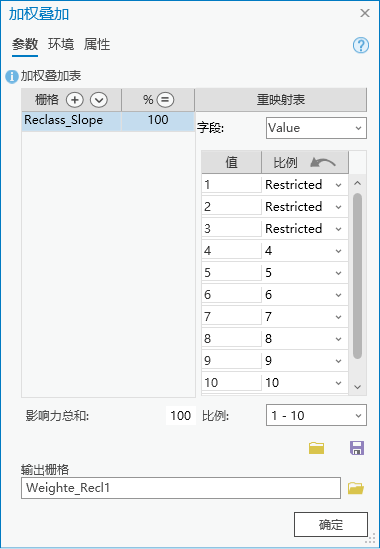 加权叠加
参数 环境 属性
加权叠加表
栅格 % 重映射表
Reclass_Slope 100
字段: Value
值 比例
1 Restricted
2 Restricted
3 Restricted
4 4
5 5
6 6
7 7
8 8
9 9
10 10
影响力总和: 100 比例: 1 - 10
输出栅格
Weighte_Recl1
确定